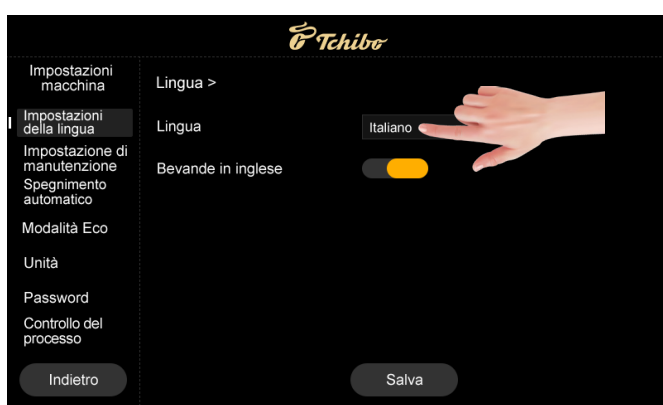 Tchibo
Impostazioni
macchina
Impostazioni
della lingua
Impostazione di
manutenzione
Spegnimento
automatico
Modalità Eco
Unità
Password
Controllo del
processo
Indietro
Lingua >
Lingua
Italiano
Bevande in inglese
Salva